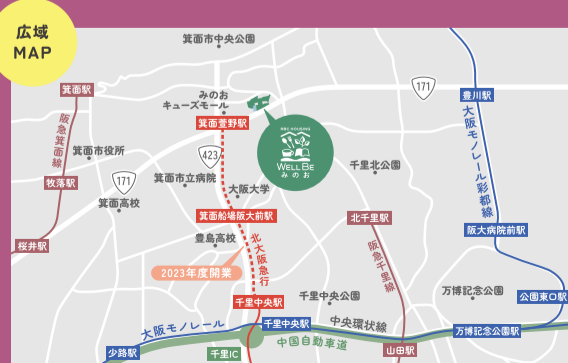 広域
MAP
箕面市中央公園
171
箕面駅
みのお
キューズモール
豊川駅
箕面萱野駅
ABC HOUSING
WELL BE
みのお
大阪モノレール彩都線
阪急箕面線
箕面市役所
423
千里北公園
箕面市立病院
171
牧落駅
大阪大学
箕面高校
箕面船場阪大前駅
北千里駅
阪大病院前駅
豊島高校
北大阪急行
桜井駅
阪急千里線
2023年度開業
万博記念公園
公園東口駅
千里中央公園
千里中央駅
大阪モノレール
千里中央駅
中央環状線
万博記念公園駅
中国自動車道
少路駅
千里IC
山田駅